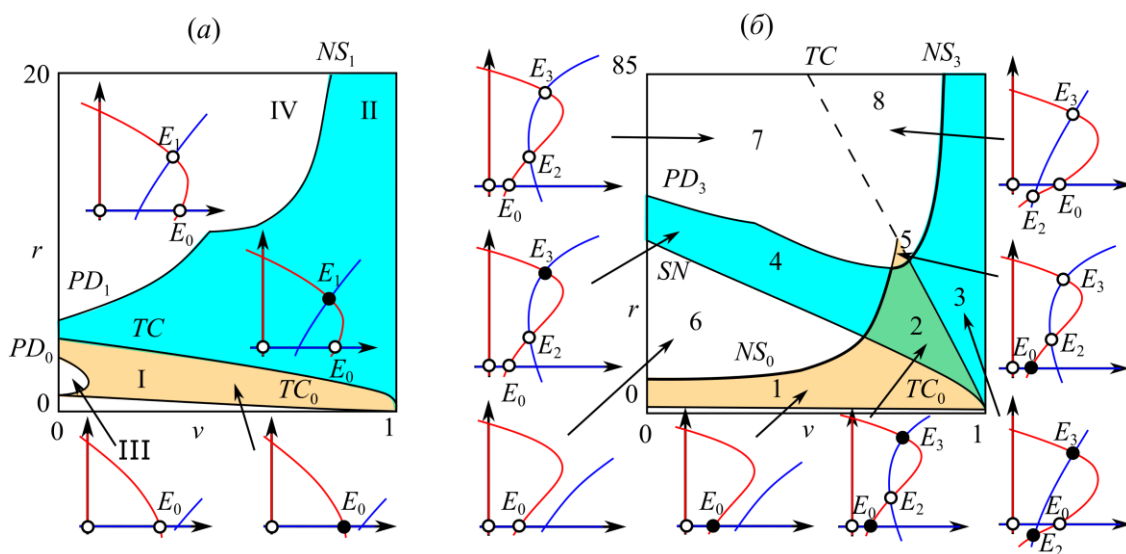 (а)
NS₁
20
IV
II
E₁
E₀
r
PD₁
E₁
TC
E₀
PD₀
I
TC₀
0
III
0
v
1
E₀
E₀
(б)
TC
NS₃
85
8
7
E₃
E₂
E₀
E₃
E₂
E₀
PD₃
5
SN
4
3
E₃
E₂
E₀
E₃
E₂
E₀
r
6
2
NS₀
1
TC₀
0
0
v
1
E₀
E₀
E₃
E₂
E₀
E₃
E₀
E₂